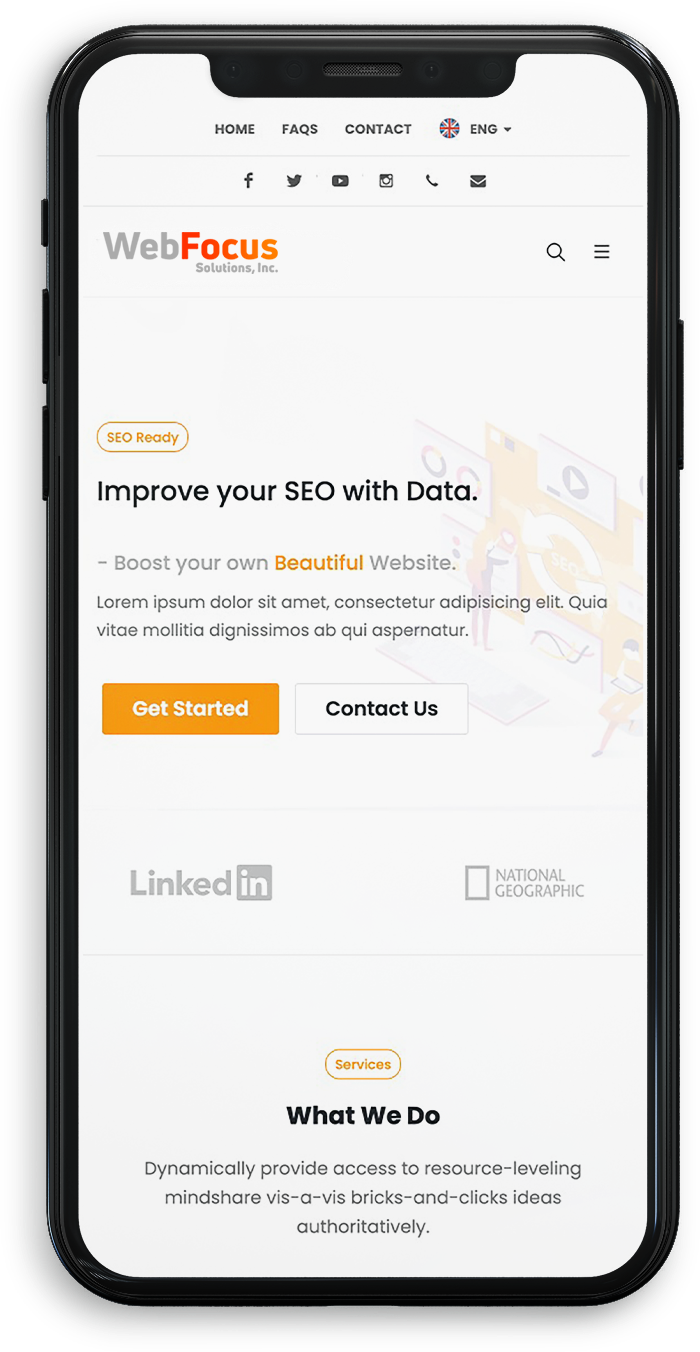 HOME FAQS CONTACT ENG
WebFocus
Solutions, Inc.
SEO Ready
Improve your SEO with Data.
SEO
- Boost your own Beautiful Website.
Lorem ipsum dolor sit amet, consectetur adipisicing elit. Quia
vitae mollitia dignissimos ab qui aspernatur.
Get Started Contact Us
Linkedin NATIONAL
GEOGRAPHIC
Services
What We Do
Dynamically provide access to resource-leveling
mindshare vis-a-vis bricks-and-clicks ideas
authoritatively.